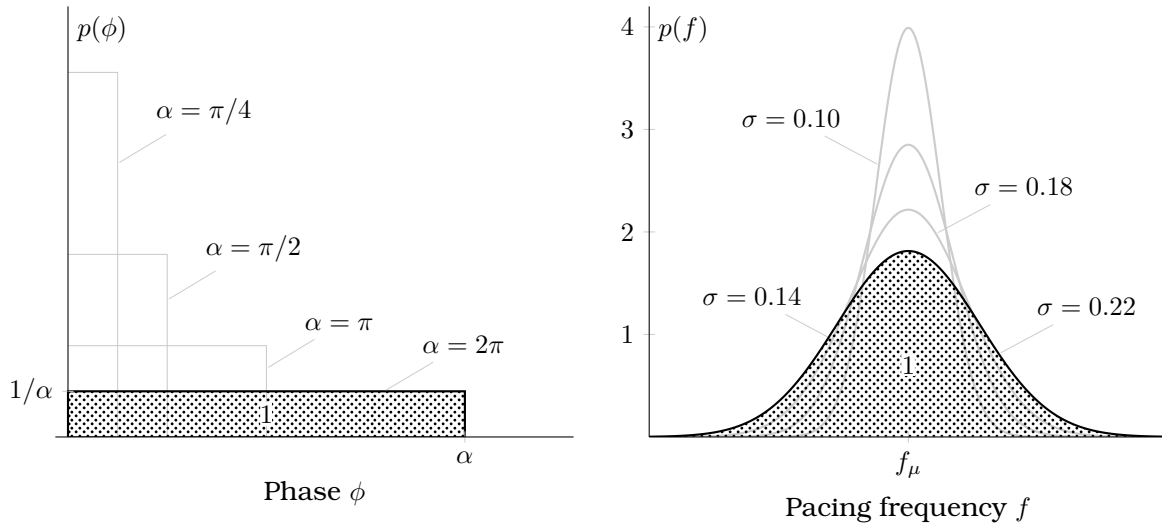 p(ϕ)
α = π/4
α = π/2
α = π
α = 2π
1/α
1
α
Phase ϕ
4
p(f)
σ = 0.10
3
σ = 0.18
2
σ = 0.14
σ = 0.22
1
1
f_μ
Pacing frequency f